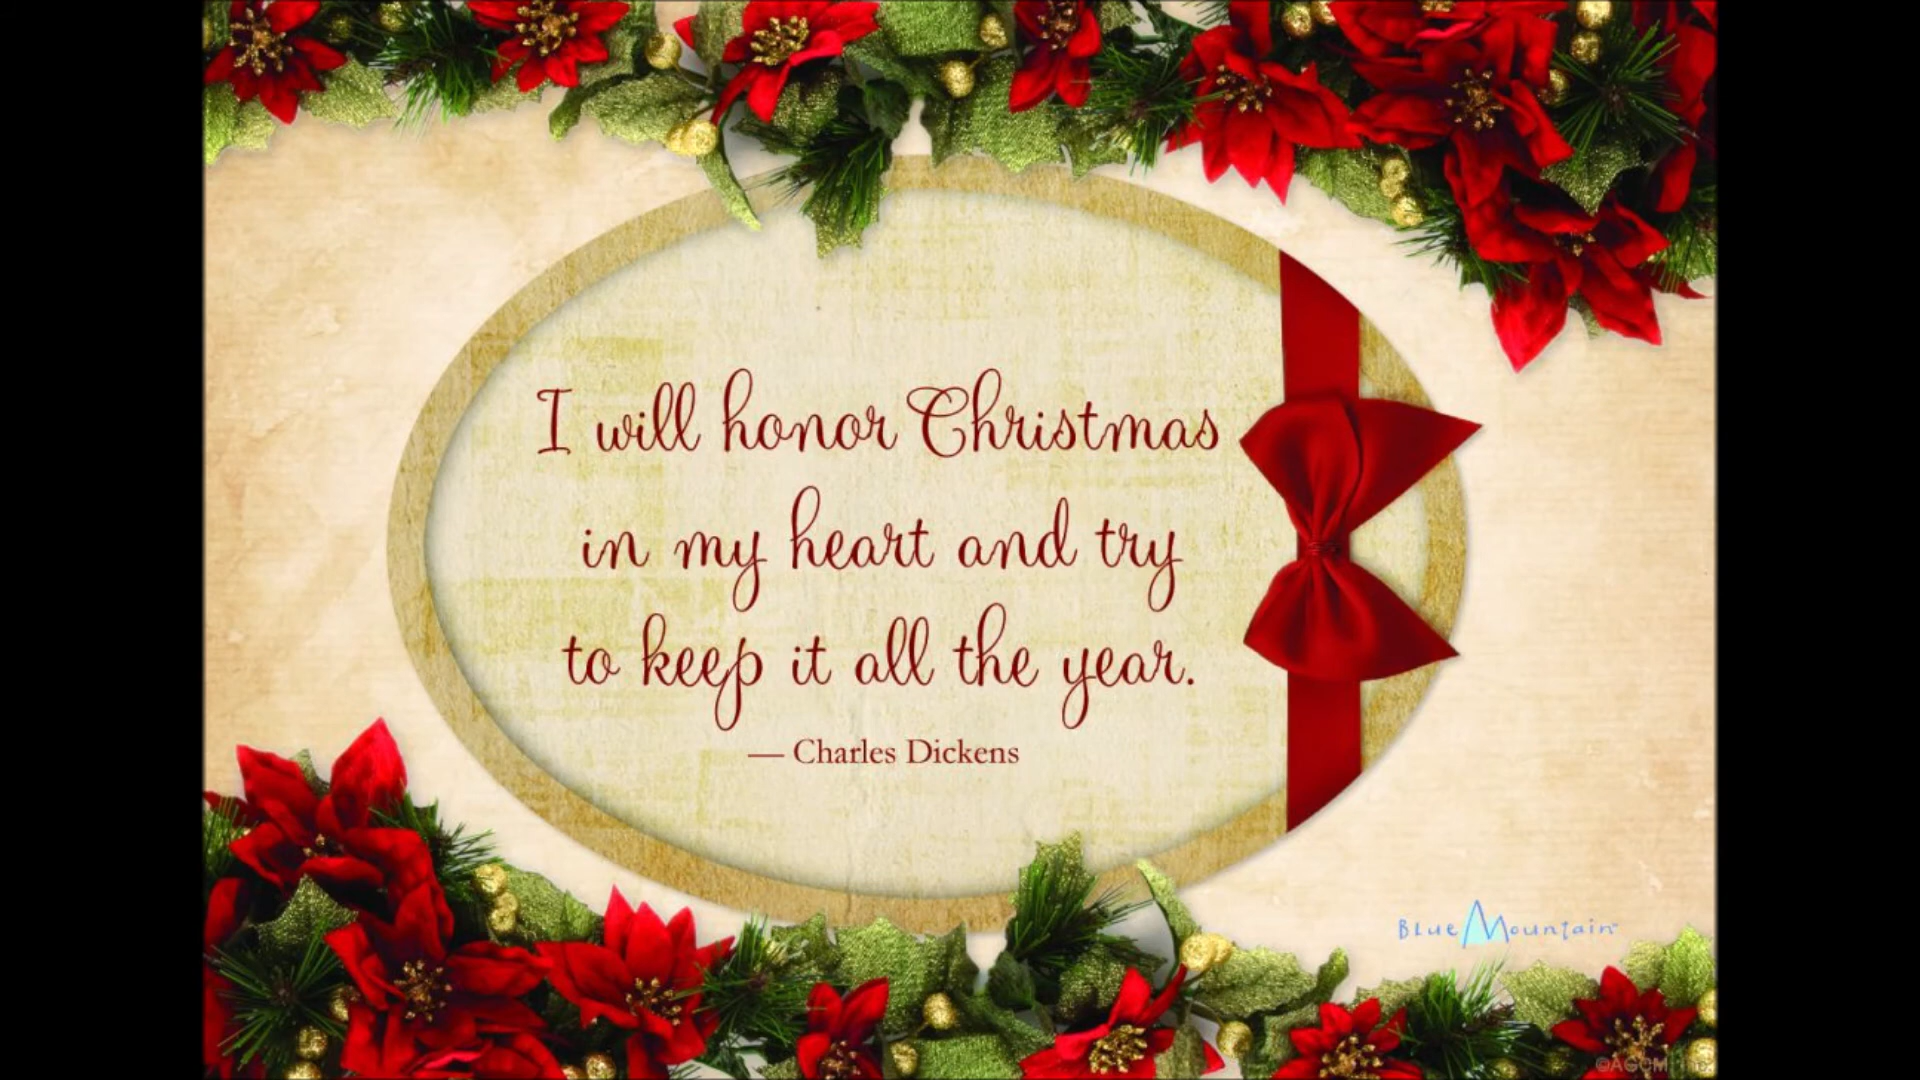 I will honor Christmas
in my heart and try
to keep it all the year.
— Charles Dickens
Blue Mountain